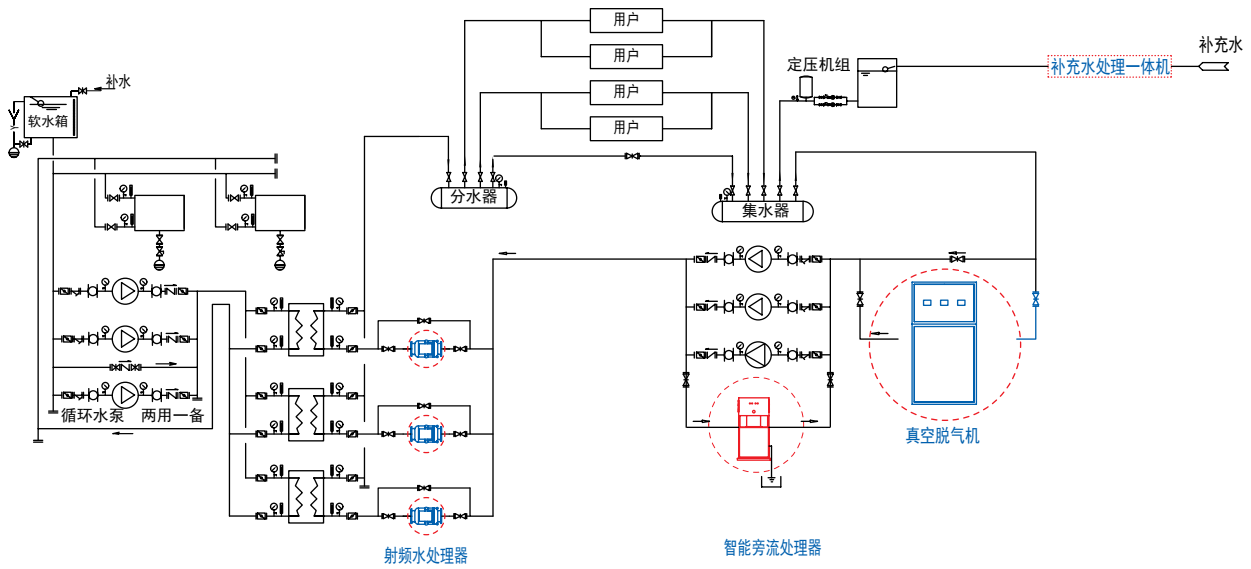 用户
用户
用户
用户
补充水
定压机组
补充水处理一体机
补水
软水箱
分水器
集水器
循环水泵
两用一备
真空脱气机
射频水处理器
智能旁流处理器